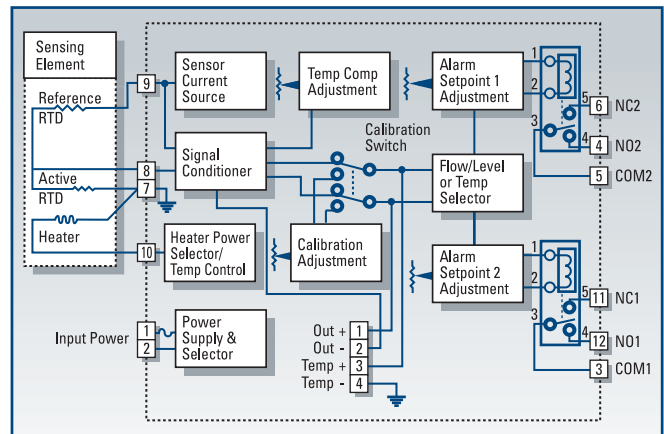 Sensing
Element
Reference
RTD
Active
RTD
Heater
9
8
7
10
Input Power
1
2
Sensor
Current
Source
Temp Comp
Adjustment
Signal
Conditioner
Calibration
Switch
Heater Power
Selector/
Temp Control
Calibration
Adjustment
Power
Supply &
Selector
Out +
Out -
Temp +
Temp -
1
2
3
4
Alarm
Setpoint 1
Adjustment
Flow/Level
or Temp
Selector
Alarm
Setpoint 2
Adjustment
1
2
3
5
4
6 NC2
4 NO2
5 COM2
1
2
3
5
4
11 NC1
12 NO1
3 COM1